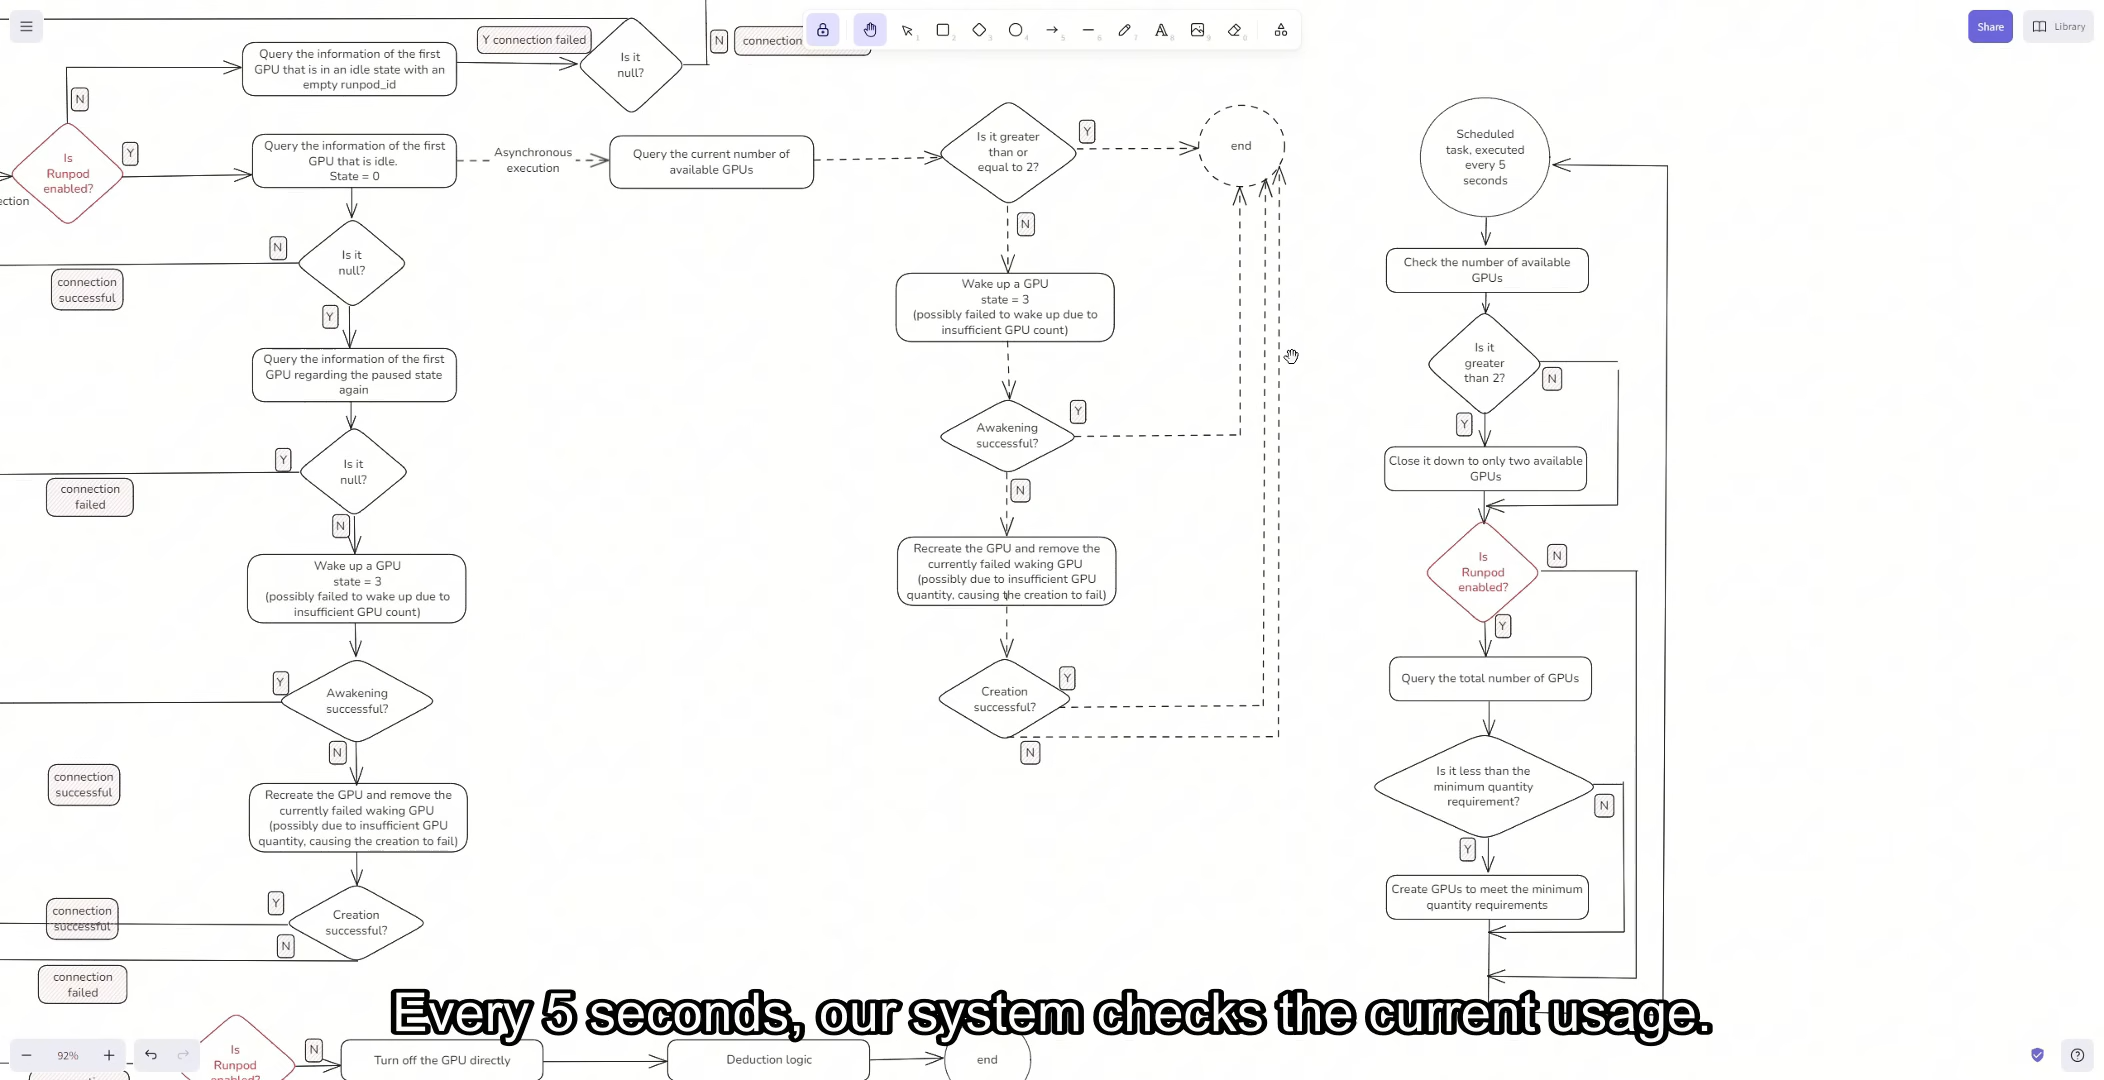 Share
Library
Y connection failed
N
connection
Query the information of the first
GPU that is in an idle state with an
empty runpod_id
Is it
null?
N
Is
Runpod
enabled?
Y
Query the information of the first
GPU that is idle.
State = 0
Asynchronous
execution
Query the current number of
available GPUs
Is it greater
than or
equal to 2?
Y
end
N
Is it
null?
N
connection
successful
Y
Query the information of the first
GPU regarding the paused state
again
Is it
null?
Y
connection
failed
N
Wake up a GPU
state = 3
(possibly failed to wake up due to
insufficient GPU count)
Awakening
successful?
Y
N
connection
successful
Recreate the GPU and remove the
currently failed waking GPU
(possibly due to insufficient GPU
quantity, causing the creation to fail)
Creation
successful?
Y
connection
successful
N
connection
failed
Wake up a GPU
state = 3
(possibly failed to wake up due to
insufficient GPU count)
Awakening
successful?
Y
N
Recreate the GPU and remove the
currently failed waking GPU
(possibly due to insufficient GPU
quantity, causing the creation to fail)
Creation
successful?
Y
N
Scheduled
task, executed
every 5
seconds
Check the number of available
GPUs
Is it
greater
than 2?
N
Y
Close it down to only two available
GPUs
Is
Runpod
enabled?
N
Y
Query the total number of GPUs
Is it less than the
minimum quantity
requirement?
N
Y
Create GPUs to meet the minimum
quantity requirements
Every 5 seconds, our system checks the current usage.
92%
Is
Runpod
enabled?
N
Turn off the GPU directly
Deduction logic
end